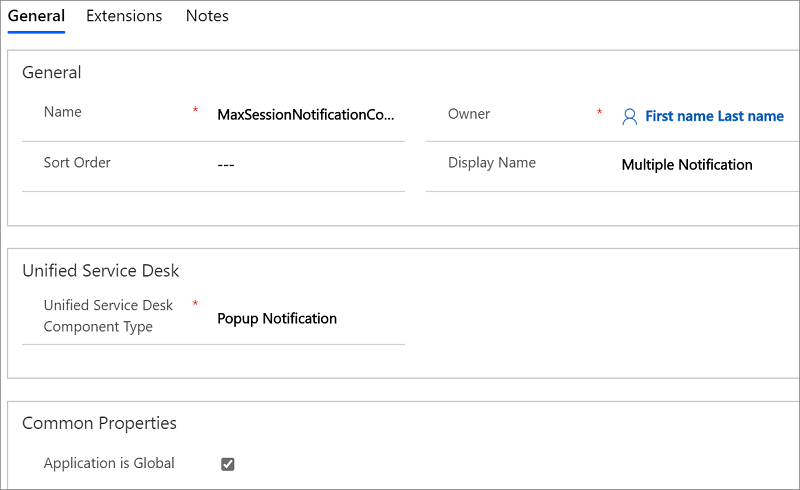 General Extensions Notes
General
Name * MaxSessionNotificationCo... Owner * First name Last name
Sort Order --- Display Name Multiple Notification
Unified Service Desk
Unified Service Desk *
Component Type Popup Notification
Common Properties
Application is Global